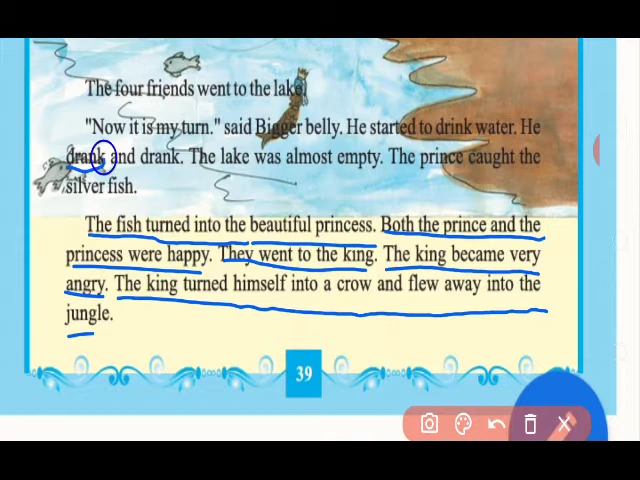 The four friends went to the lake.
"Now it is my turn." said Bigger belly. He started to drink water. He
drank and drank. The lake was almost empty. The prince caught the
silver fish.
The fish turned into the beautiful princess. Both the prince and the
princess were happy. They went to the king. The king became very
angry. The king turned himself into a crow and flew away into the
jungle.
39